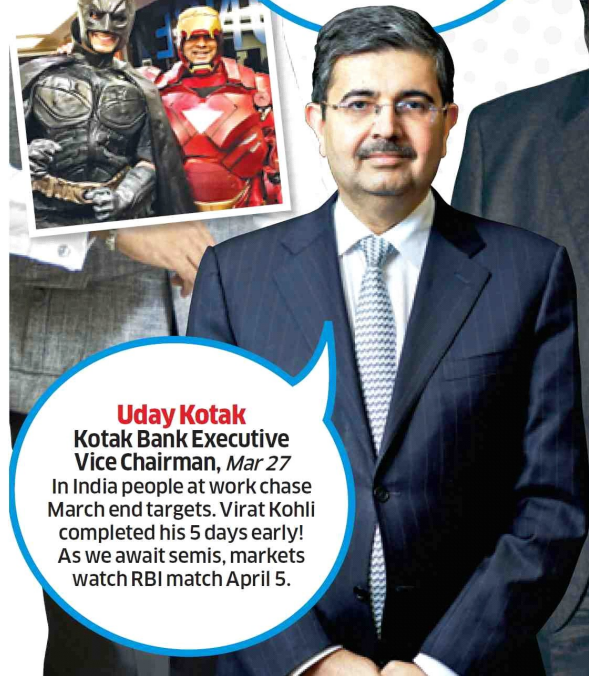 Uday Kotak
Kotak Bank Executive
Vice Chairman, Mar 27
In India people at work chase
March end targets. Virat Kohli
completed his 5 days early!
As we await semis, markets
watch RBI match April 5.